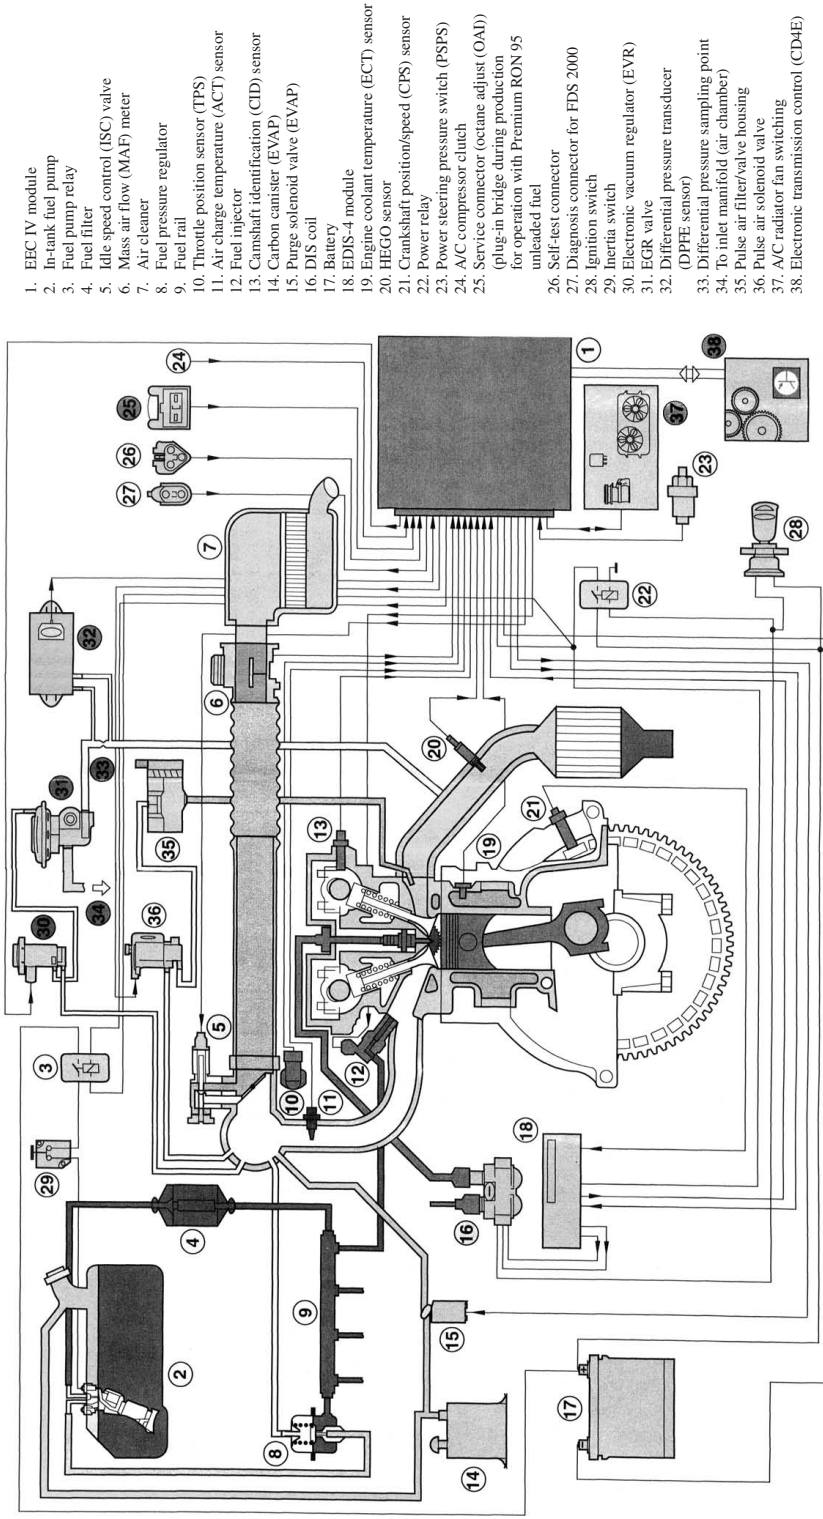 1. EEC IV module
2. In-tank fuel pump
3. Fuel pump relay
4. Fuel filter
5. Idle speed control (ISC) valve
6. Mass air flow (MAF) meter
7. Air cleaner
8. Fuel pressure regulator
9. Fuel rail
10. Throttle position sensor (TPS)
11. Air charge temperature (ACT) sensor
12. Fuel injector
13. Camshaft identification (CID) sensor
14. Carbon canister (EVAP)
15. Purge solenoid valve (EVAP)
16. DIS coil
17. Battery
18. EDIS-4 module
19. Engine coolant temperature (ECT) sensor
20. HEGO sensor
21. Crankshaft position/speed (CPS) sensor
22. Power relay
23. Power steering pressure switch (PSPS)
24. A/C compressor clutch
25. Service connector (octane adjust (OAI))
(plug-in bridge during production
for operation with Premium RON 95
unleaded fuel
26. Self-test connector
27. Diagnosis connector for FDS 2000
28. Ignition switch
29. Inertia switch
30. Electronic vacuum regulator (EVR)
31. EGR valve
32. Differential pressure transducer
(DPFE sensor)
33. Differential pressure sampling point
34. To inlet manifold (air chamber)
35. Pulse air filter/valve housing
36. Pulse air solenoid valve
37. A/C radiator fan switching
38. Electronic transmission control (CD4E)
2
29
3
30
34
31
33
32
27
26
25
24
4
36
35
7
5
6
8
9
10
11
12
13
20
1
37
38
19
21
22
23
28
14
15
16
18
17